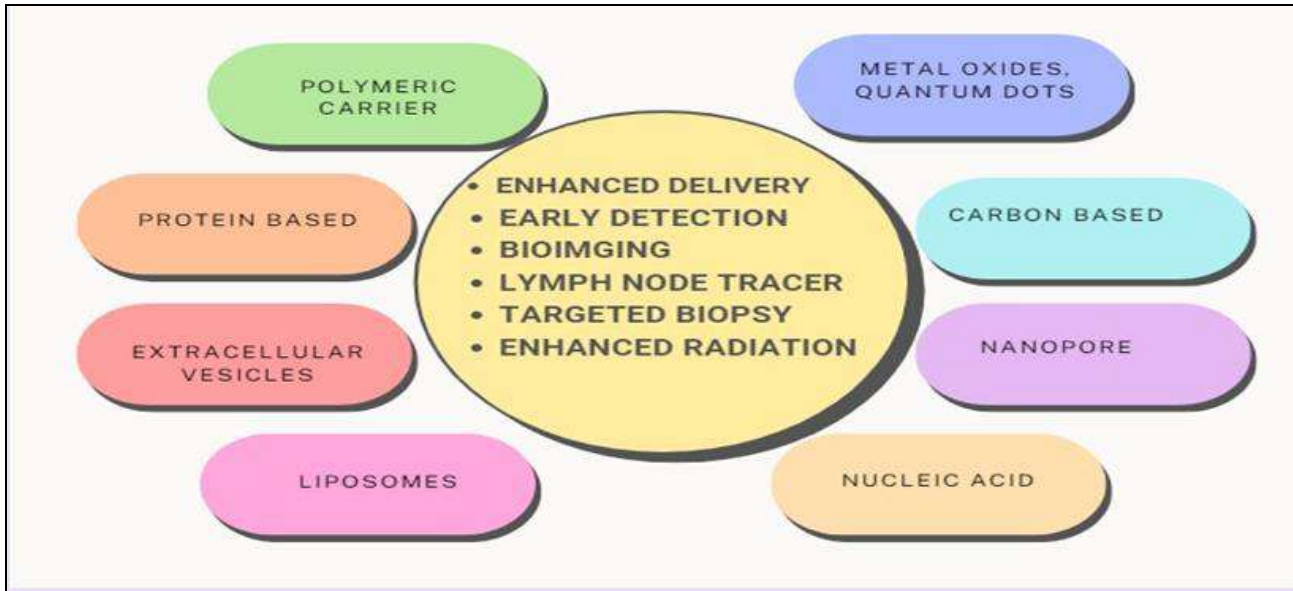 POLYMERIC
CARRIER
METAL OXIDES,
QUANTUM DOTS
PROTEIN BASED
• ENHANCED DELIVERY
• EARLY DETECTION
• BIOIMGING
• LYMPH NODE TRACER
• TARGETED BIOPSY
• ENHANCED RADIATION
CARBON BASED
EXTRACELLULAR
VESICLES
NANOPORE
LIPOSOMES
NUCLEIC ACID